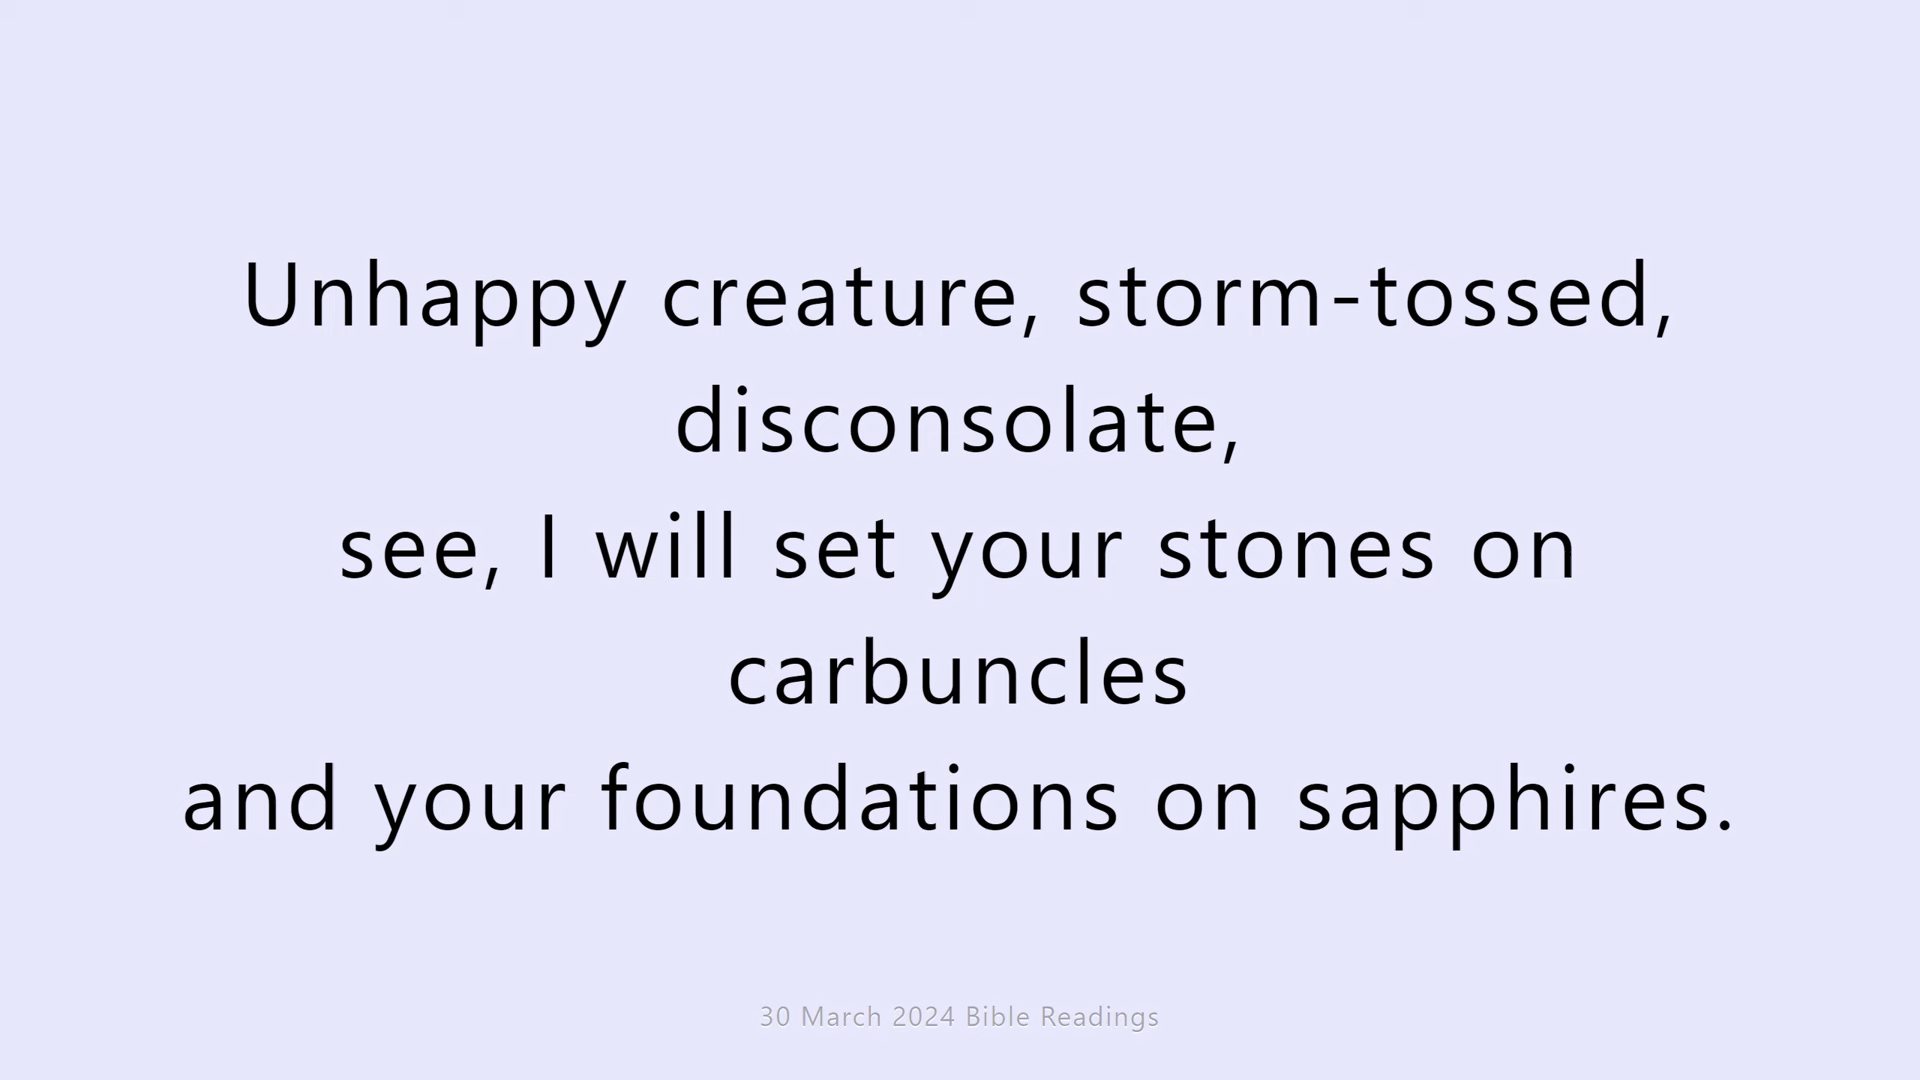 Unhappy creature, storm-tossed,
disconsolate,
see, I will set your stones on
carbuncles
and your foundations on sapphires.
30 March 2024 Bible Readings